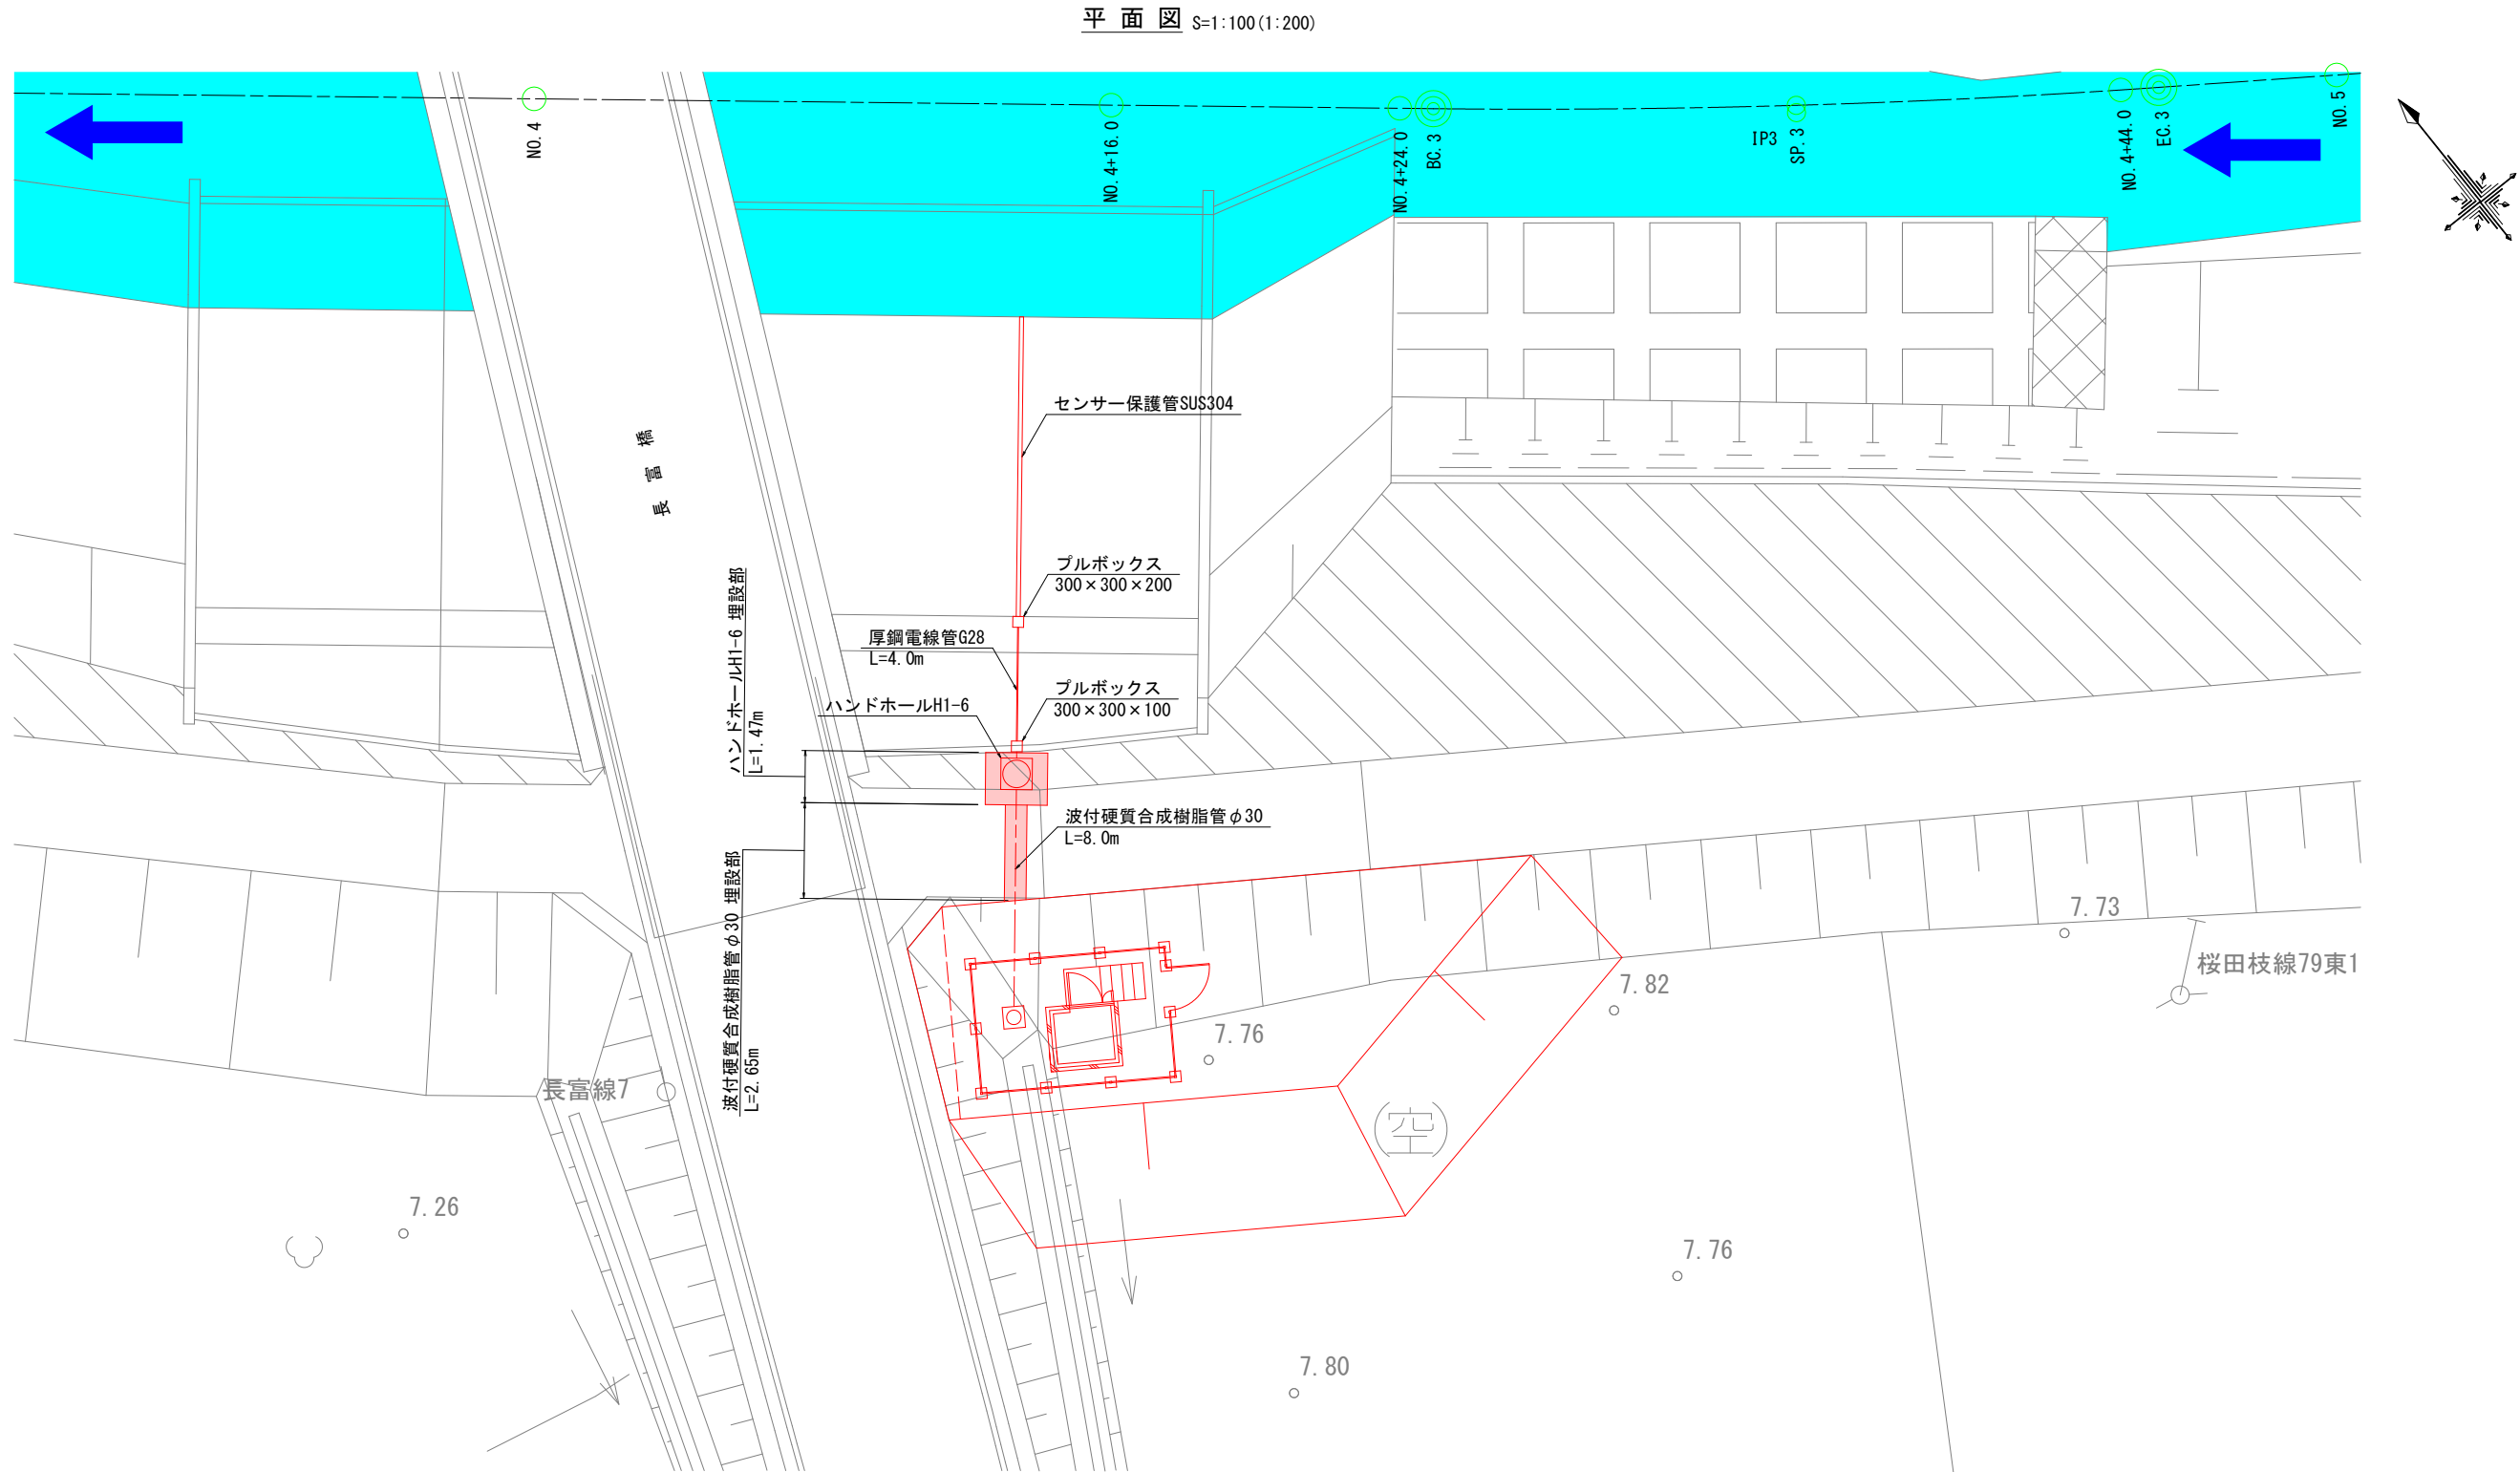 平面図 S=1:100(1:200)
NO.4
NO.4+16.0
NO.4+24.0
BC.3
IP3
SP.3
NO.4+44.0
EC.3
NO.5
長富橋
センサー保護管SUS304
プルボックス
300×300×200
厚鋼電線管G28
L=4.0m
プルボックス
300×300×100
ハンドホールH1-6
ハンドホールH1-6 埋設部
L=1.47m
波付硬質合成樹脂管φ30
L=8.0m
波付硬質合成樹脂管φ30 埋設部
L=2.65m
7.73
桜田枝線79東1
7.82
7.76
長富線7
(空)
7.26
7.76
7.80